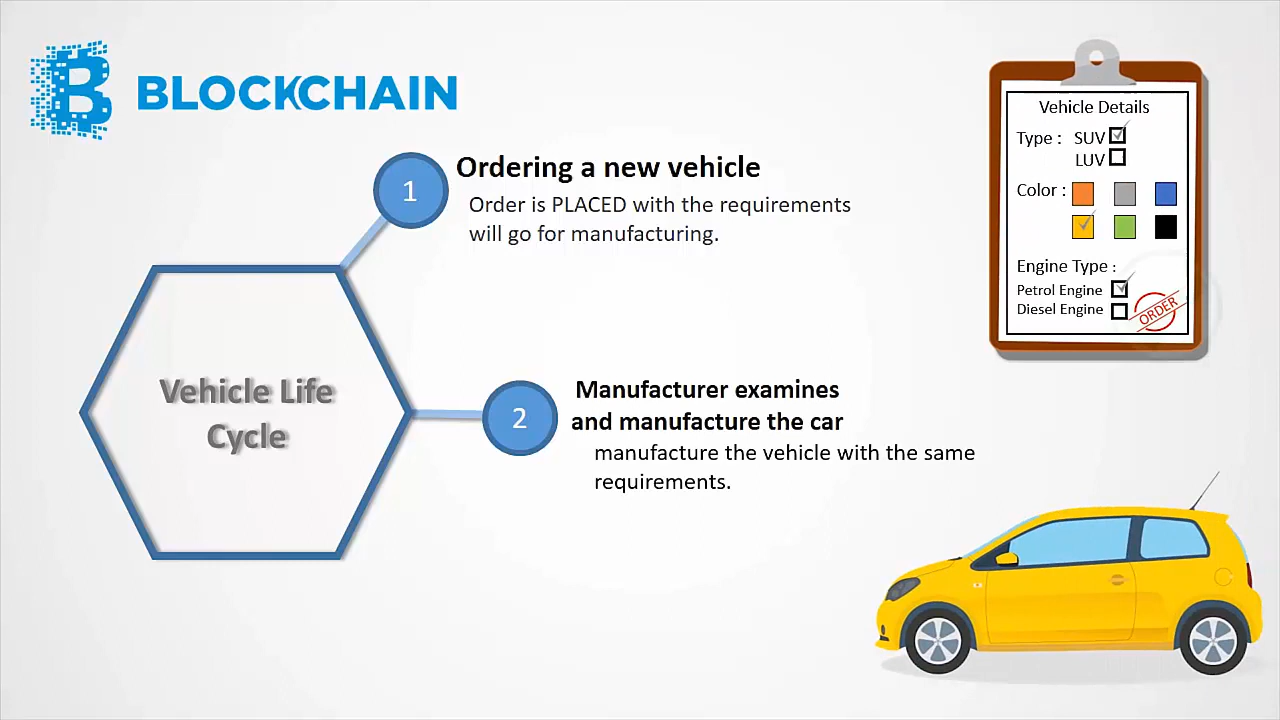 BLOCKCHAIN
1
Ordering a new vehicle
Order is PLACED with the requirements
will go for manufacturing.
Vehicle Life
Cycle
2
Manufacturer examines
and manufacture the car
manufacture the vehicle with the same
requirements.
Vehicle Details
Type : SUV
LUV
Color :
Engine Type :
Petrol Engine
Diesel Engine
ORDER